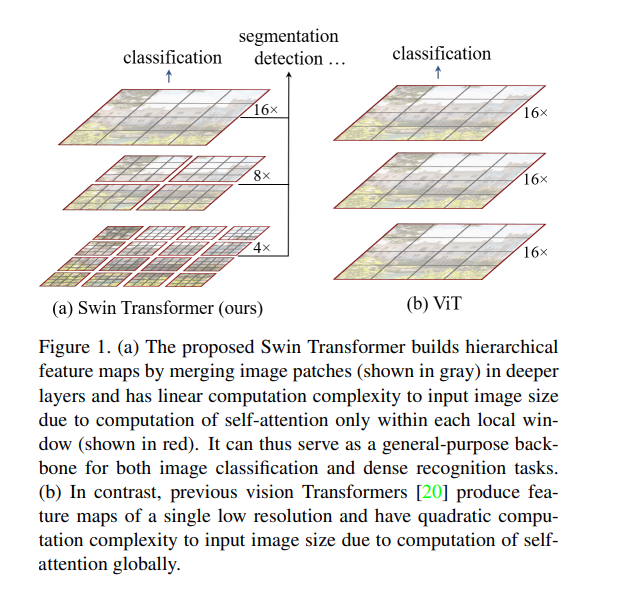 segmentation
classification
detection ...
classification
16×
8×
4×
16×
16×
16×
(a) Swin Transformer (ours)
(b) ViT
Figure 1. (a) The proposed Swin Transformer builds hierarchical
feature maps by merging image patches (shown in gray) in deeper
layers and has linear computation complexity to input image size
due to computation of self-attention only within each local win-
dow (shown in red). It can thus serve as a general-purpose back-
bone for both image classification and dense recognition tasks.
(b) In contrast, previous vision Transformers [20] produce fea-
ture maps of a single low resolution and have quadratic compu-
tation complexity to input image size due to computation of self-
attention globally.